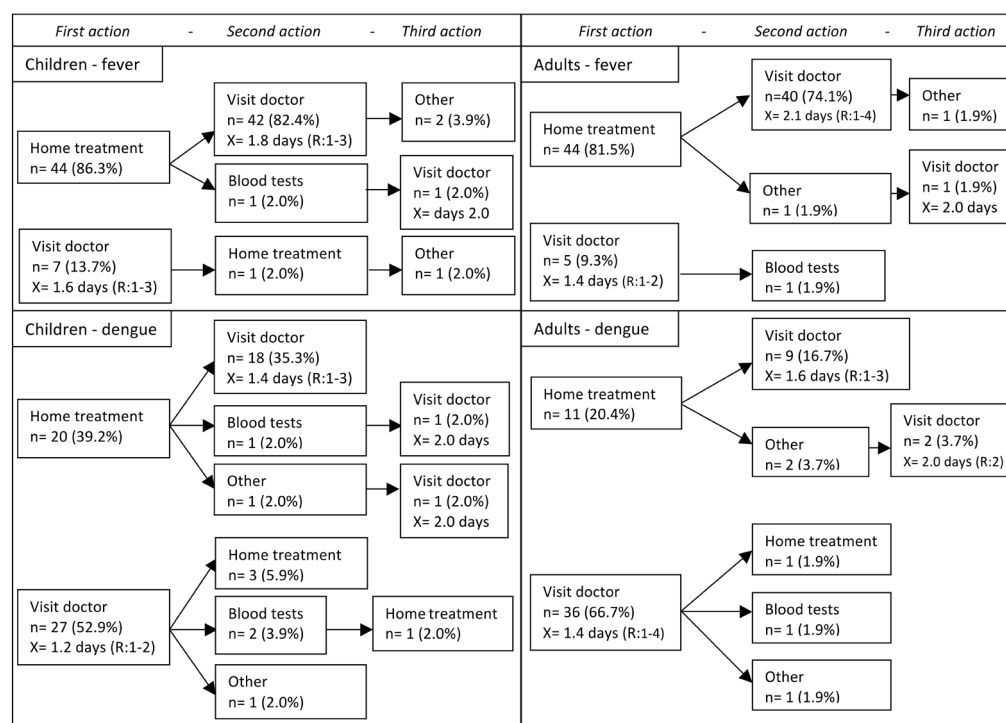 First action - Second action - Third action
First action - Second action - Third action
Children - fever
Home treatment
n= 44 (86.3%)
Visit doctor
n= 42 (82.4%)
X= 1.8 days (R:1-3)
Other
n= 2 (3.9%)
Blood tests
n= 1 (2.0%)
Visit doctor
n= 1 (2.0%)
X= days 2.0
Visit doctor
n= 7 (13.7%)
X= 1.6 days (R:1-3)
Home treatment
n= 1 (2.0%)
Other
n= 1 (2.0%)
Adults - fever
Home treatment
n= 44 (81.5%)
Visit doctor
n=40 (74.1%)
X= 2.1 days (R:1-4)
Other
n= 1 (1.9%)
Other
n= 1 (1.9%)
Visit doctor
n= 1 (1.9%)
X= 2.0 days
Visit doctor
n= 5 (9.3%)
X= 1.4 days (R:1-2)
Blood tests
n= 1 (1.9%)
Children - dengue
Home treatment
n= 20 (39.2%)
Visit doctor
n= 18 (35.3%)
X= 1.4 days (R:1-3)
Blood tests
n= 1 (2.0%)
Visit doctor
n= 1 (2.0%)
X= 2.0 days
Other
n= 1 (2.0%)
Visit doctor
n= 1 (2.0%)
X= 2.0 days
Visit doctor
n= 27 (52.9%)
X= 1.2 days (R:1-2)
Home treatment
n= 3 (5.9%)
Blood tests
n= 2 (3.9%)
Home treatment
n= 1 (2.0%)
Other
n= 1 (2.0%)
Adults - dengue
Home treatment
n= 11 (20.4%)
Visit doctor
n= 9 (16.7%)
X= 1.6 days (R:1-3)
Other
n= 2 (3.7%)
Visit doctor
n= 2 (3.7%)
X= 2.0 days (R:2)
Visit doctor
n= 36 (66.7%)
X= 1.4 days (R:1-4)
Home treatment
n= 1 (1.9%)
Blood tests
n= 1 (1.9%)
Other
n= 1 (1.9%)